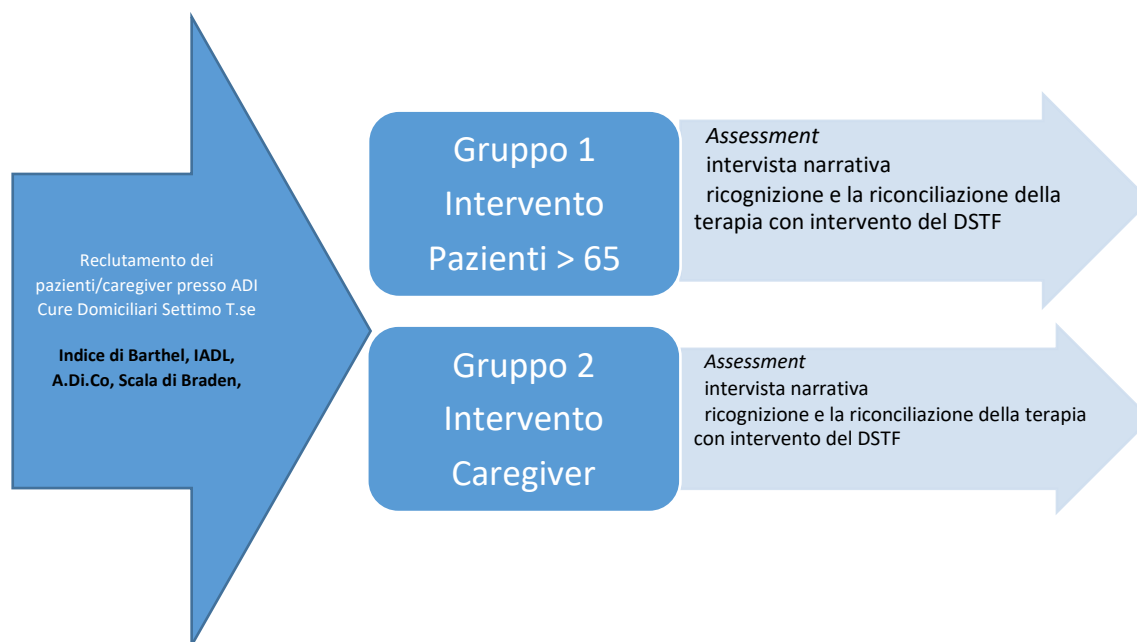 Reclutamento dei
pazienti/caregiver presso ADI
Cure Domiciliari Settimo T.se
Indice di Barthel, IADL,
A.Di.Co, Scala di Braden,
Gruppo 1
Intervento
Pazienti > 65
Assessment
intervista narrativa
ricognizione e la riconciliazione della
terapia con intervento del DSTF
Gruppo 2
Intervento
Caregiver
Assessment
intervista narrativa
ricognizione e la riconciliazione della terapia
con intervento del DSTF